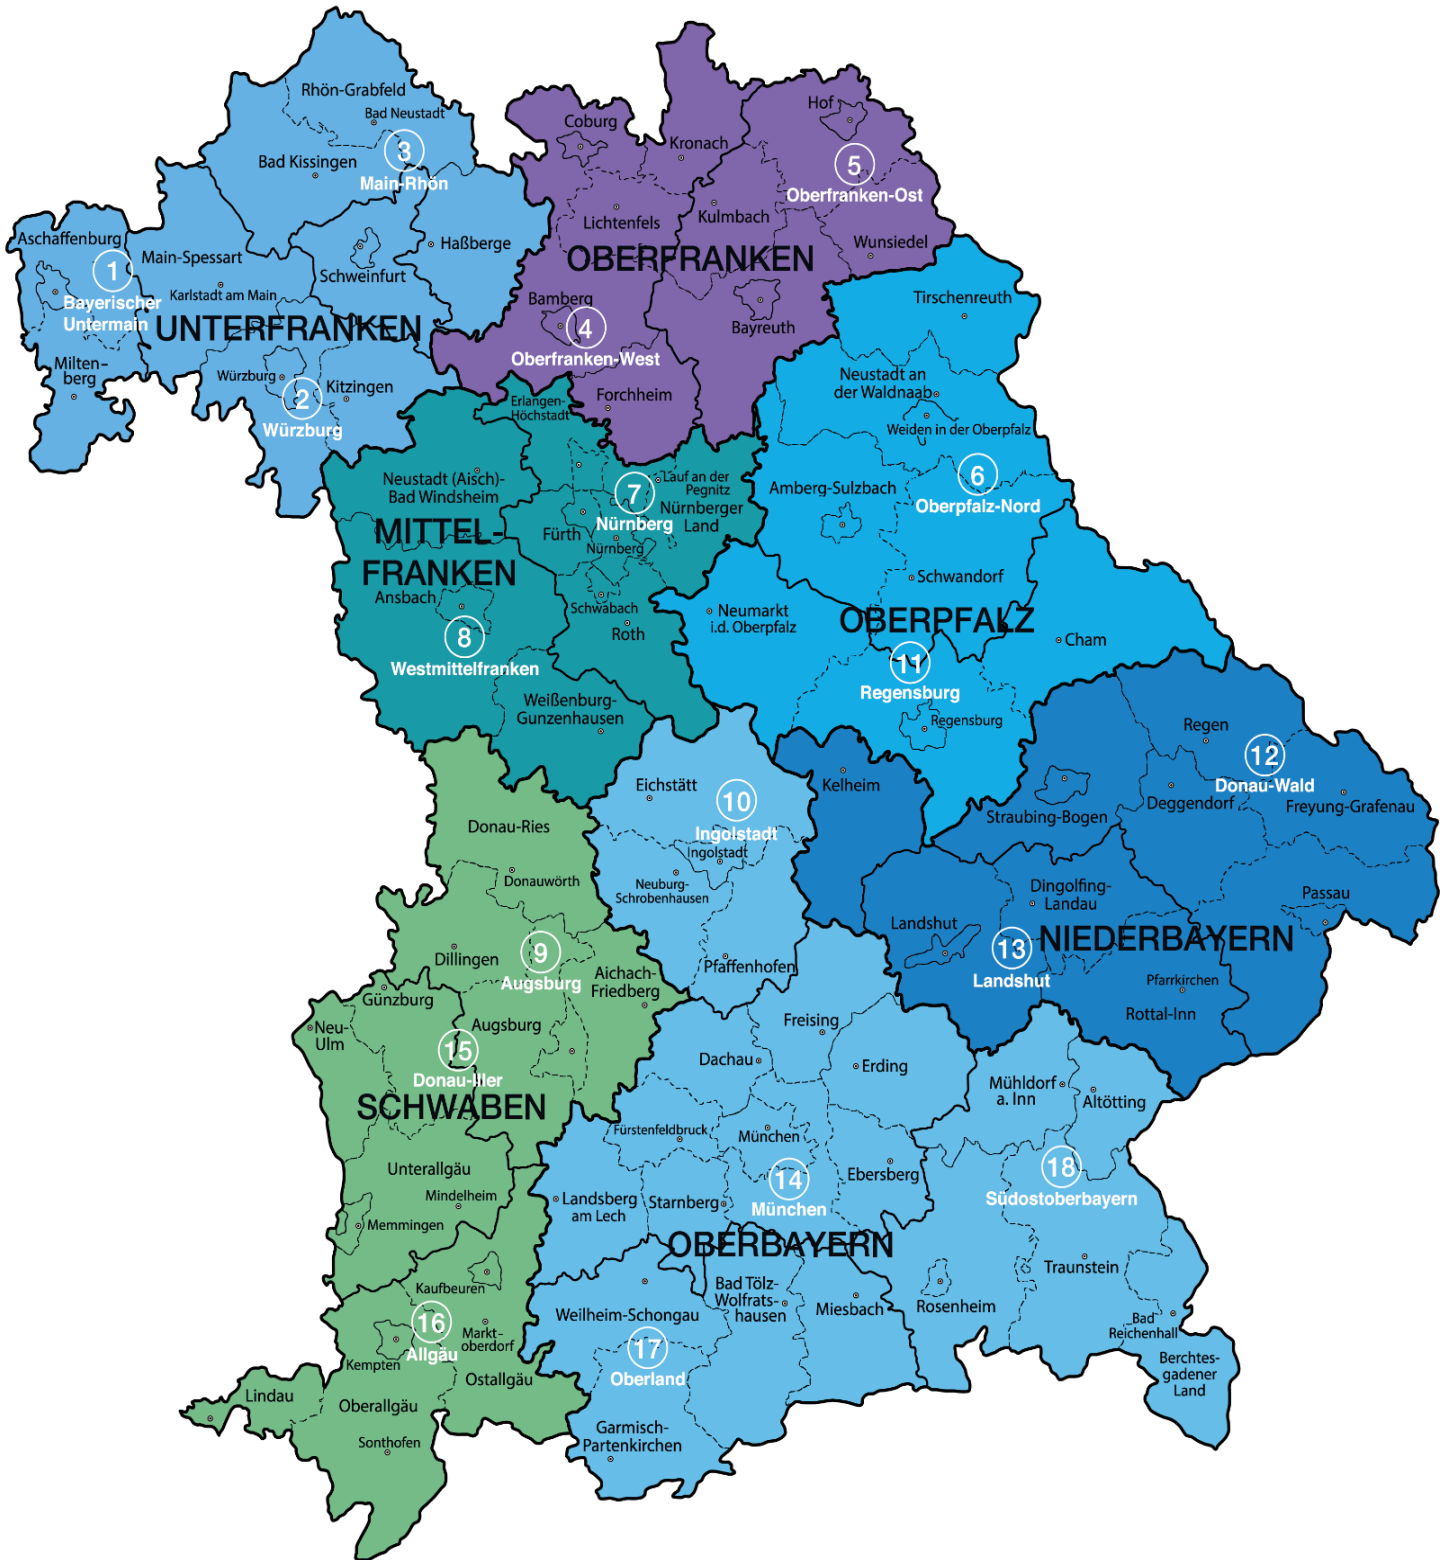 Rhön-Grabfeld
Bad Neustadt
Bad Kissingen
3
Main-Rhön
Haßberge
Schweinfurt
Aschaffenburg
1
Bayerischer
Untermain
Milten-
berg
Main-Spessart
Karlstadt am Main
UNTERFRANKEN
Würzburg
2
Würzburg
Kitzingen
Coburg
Kronach
Hof
5
Oberfranken-Ost
Lichtenfels
Kulmbach
Wunsiedel
OBERFRANKEN
Bamberg
4
Oberfranken-West
Bayreuth
Forchheim
Erlangen-
Höchstadt
Neustadt (Aisch)-
Bad Windsheim
7
Nürnberg
Lauf an der
Pegnitz
Nürnberger
Land
Fürth
Nürnberg
MITTEL-
FRANKEN
Ansbach
8
Westmittelfranken
Schwabach
Roth
Weißenburg-
Gunzenhausen
Tirschenreuth
Neustadt an
der Waldnaab
Weiden in der Oberpfalz
Amberg-Sulzbach
6
Oberpfalz-Nord
Schwandorf
Neumarkt
i.d. Oberpfalz
OBERPFALZ
Cham
11
Regensburg
Regensburg
Kelheim
Straubing-Bogen
Regen
12
Donau-Wald
Deggendorf
Freyung-Grafenau
Passau
Dingolfing-
Landau
Landshut
13
Landshut
NIEDERBAYERN
Pfarrkirchen
Rottal-Inn
Eichstätt
10
Ingolstadt
Ingolstadt
Neuburg-
Schrobenhausen
Pfaffenhofen
Donau-Ries
Donauwörth
Dillingen
9
Augsburg
Aichach-
Friedberg
Günzburg
Neu-
Ulm
Augsburg
15
Donau-Iller
SCHWABEN
Unterallgäu
Mindelheim
Memmingen
Kaufbeuren
16
Allgäu
Markt-
oberdorf
Kempten
Ostallgäu
Lindau
Oberallgäu
Sonthofen
Freising
Dachau
Erding
Fürstenfeldbruck
München
Ebersberg
14
München
Landsberg
am Lech
Starnberg
OBERBAYERN
Mühldorf
a. Inn
Altötting
18
Südostoberbayern
Traunstein
Rosenheim
Bad
Reichenhall
Berchtes-
gadener
Land
Bad Tölz-
Wolfrats-
hausen
Miesbach
Weilheim-Schongau
17
Oberland
Garmisch-
Partenkirchen